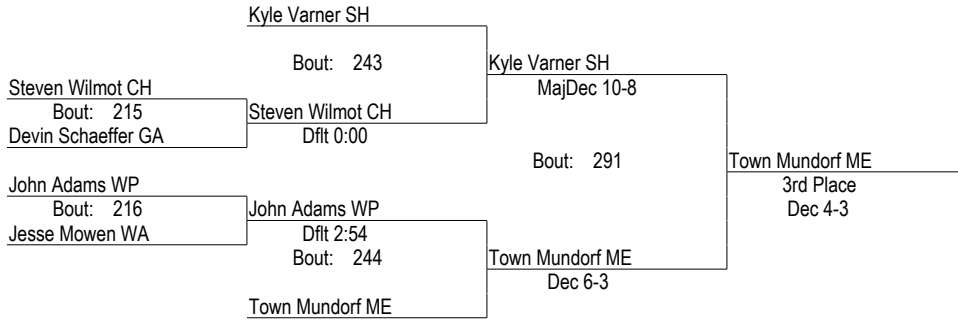 Kyle Varner SH
Bout: 243
Kyle Varner SH
Steven Wilmot CH
MajDec 10-8
Bout: 215
Steven Wilmot CH
Devin Schaeffer GA
Dflt 0:00
Bout: 291
Town Mundorf ME
John Adams WP
3rd Place
Bout: 216
John Adams WP
Dec 4-3
Jesse Mowen WA
Dflt 2:54
Bout: 244
Town Mundorf ME
Dec 6-3
Town Mundorf ME